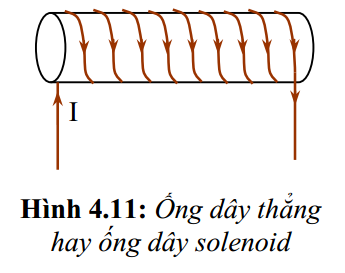 I
Hình 4.11: Ống dây thẳng
hay ống dây solenoid